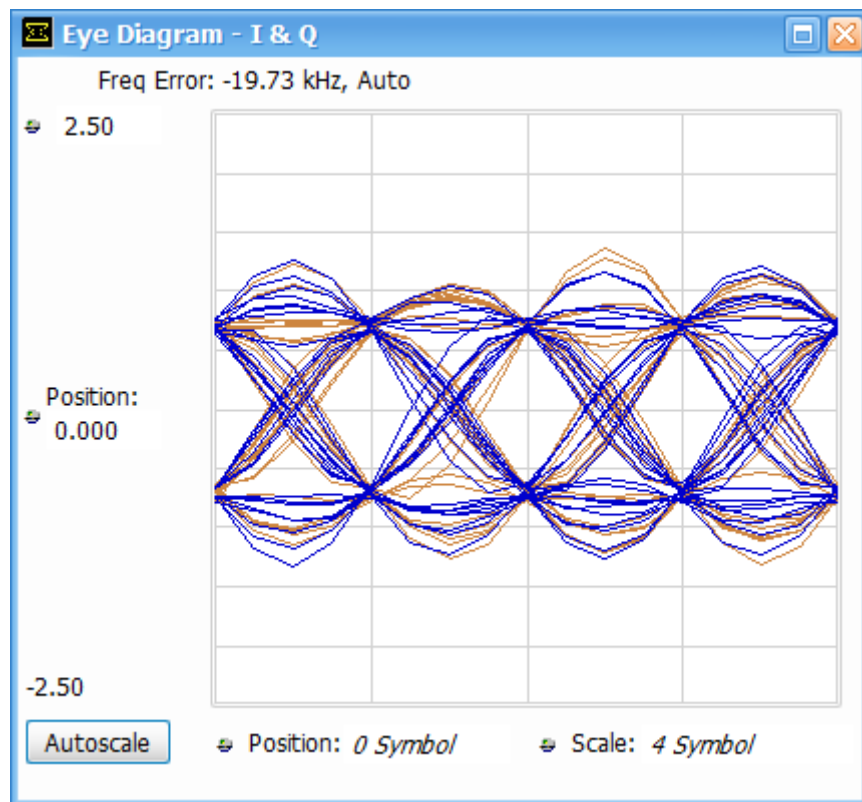 Eye Diagram - I & Q
Freq Error: -19.73 kHz, Auto
2.50
Position:
0.000
-2.50
Autoscale
Position: 0 Symbol
Scale: 4 Symbol